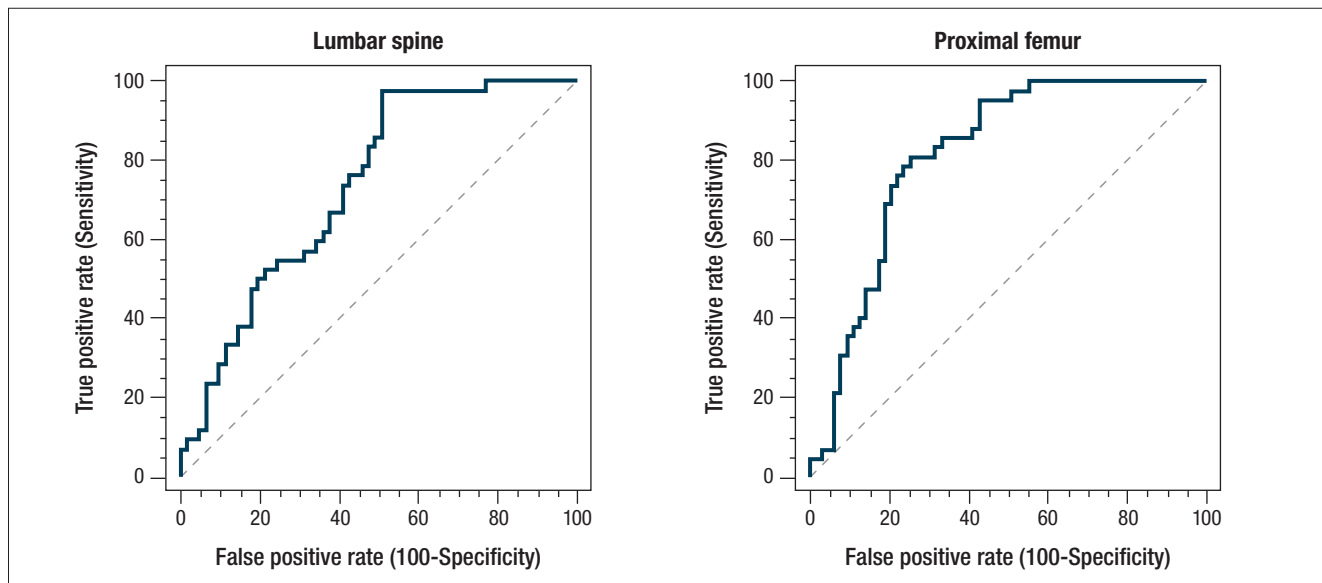 Lumbar spine
100
80
60
40
20
0
True positive rate (Sensitivity)
0 20 40 60 80 100
False positive rate (100-Specificity)
Proximal femur
100
80
60
40
20
0
True positive rate (Sensitivity)
0 20 40 60 80 100
False positive rate (100-Specificity)